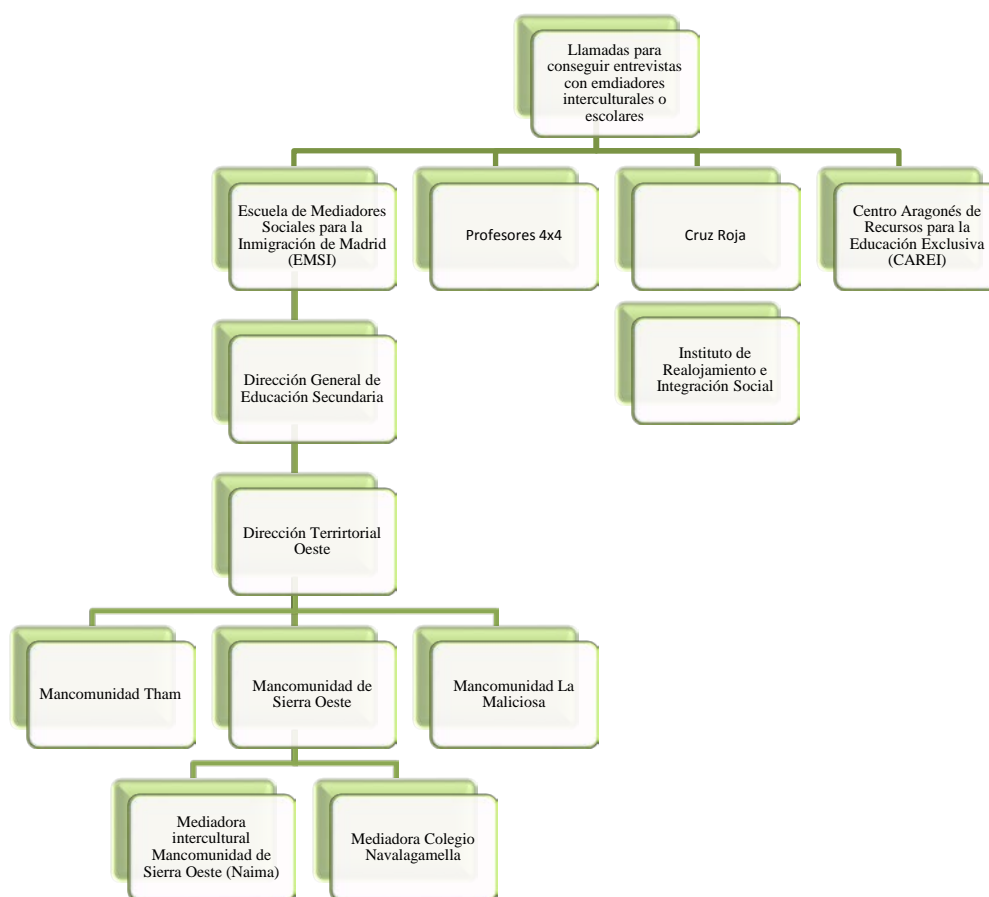 Llamadas para
conseguir entrevistas
con emdiadores
interculturales o
escolares
Escuela de Mediadores
Sociales para la
Inmigración de Madrid
(EMSI)
Profesores 4x4
Cruz Roja
Centro Aragonés de
Recursos para la
Educación Exclusiva
(CAREI)
Instituto de
Realojamiento e
Integración Social
Dirección General de
Educación Secundaria
Dirección Terrirtorial
Oeste
Mancomunidad Tham
Mancomunidad de
Sierra Oeste
Mancomunidad La
Maliciosa
Mediadora
intercultural
Mancomunidad de
Sierra Oeste (Naima)
Mediadora Colegio
Navalagamella